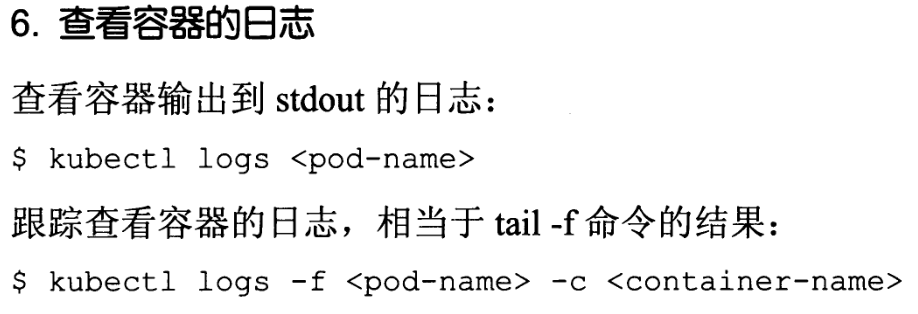 6. 查看容器的日志
查看容器输出到 stdout 的日志：
$ kubectl logs <pod-name>
跟踪查看容器的日志，相当于 tail -f 命令的结果：
$ kubectl logs -f <pod-name> -c <container-name>